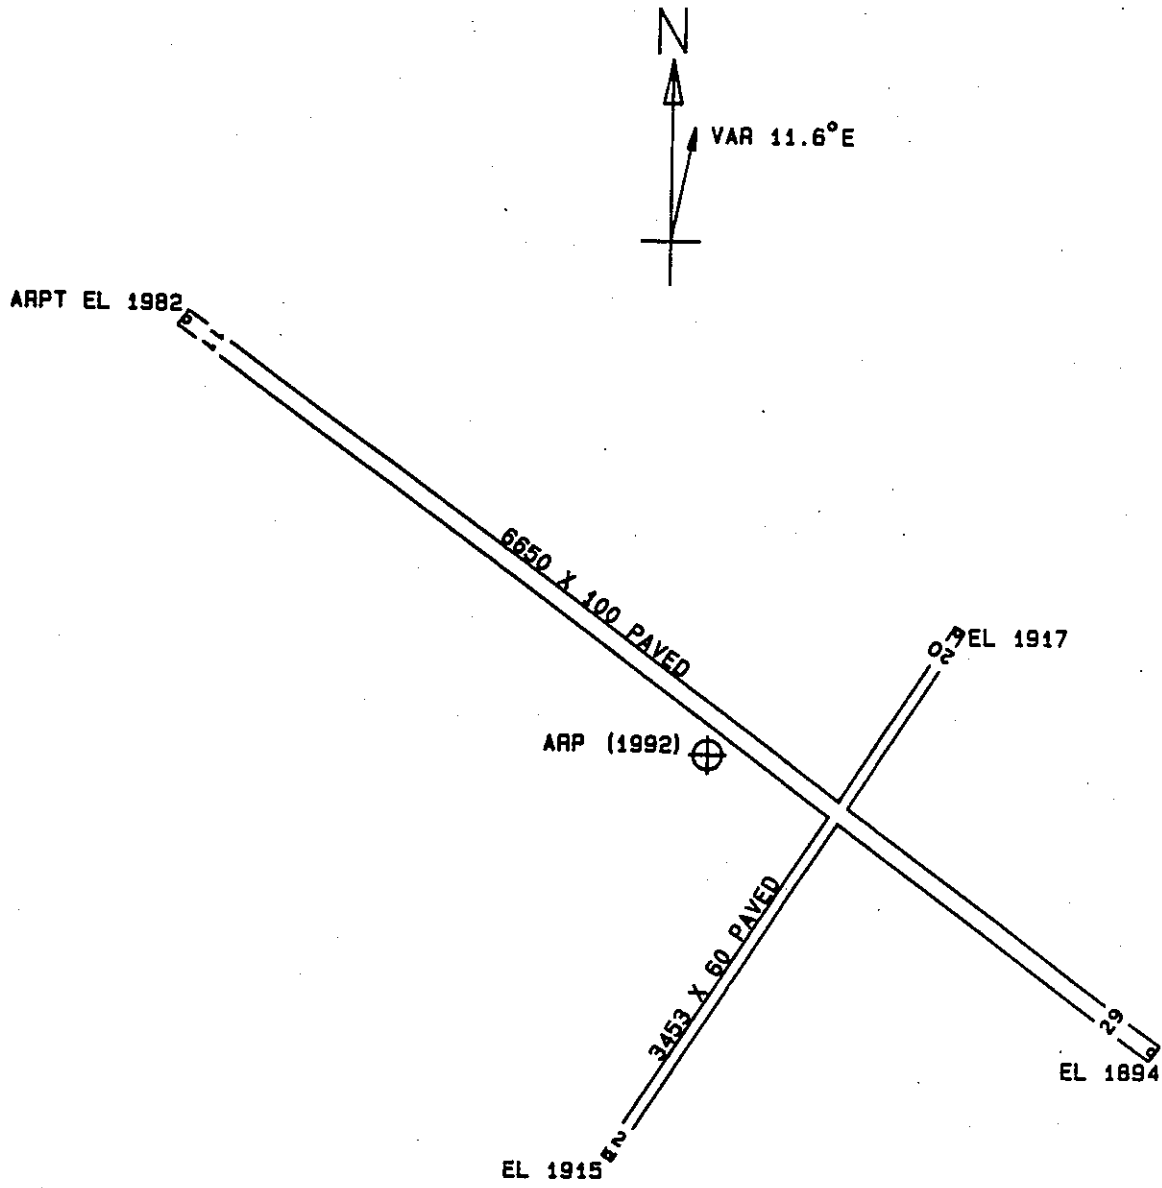 N
VAR 11.6°E
ARPT EL 1982
11
6650 X 100 PAVED
EL 1917
20
ARP (1992)
3453 X 60 PAVED
29
EL 1894
2
EL 1915